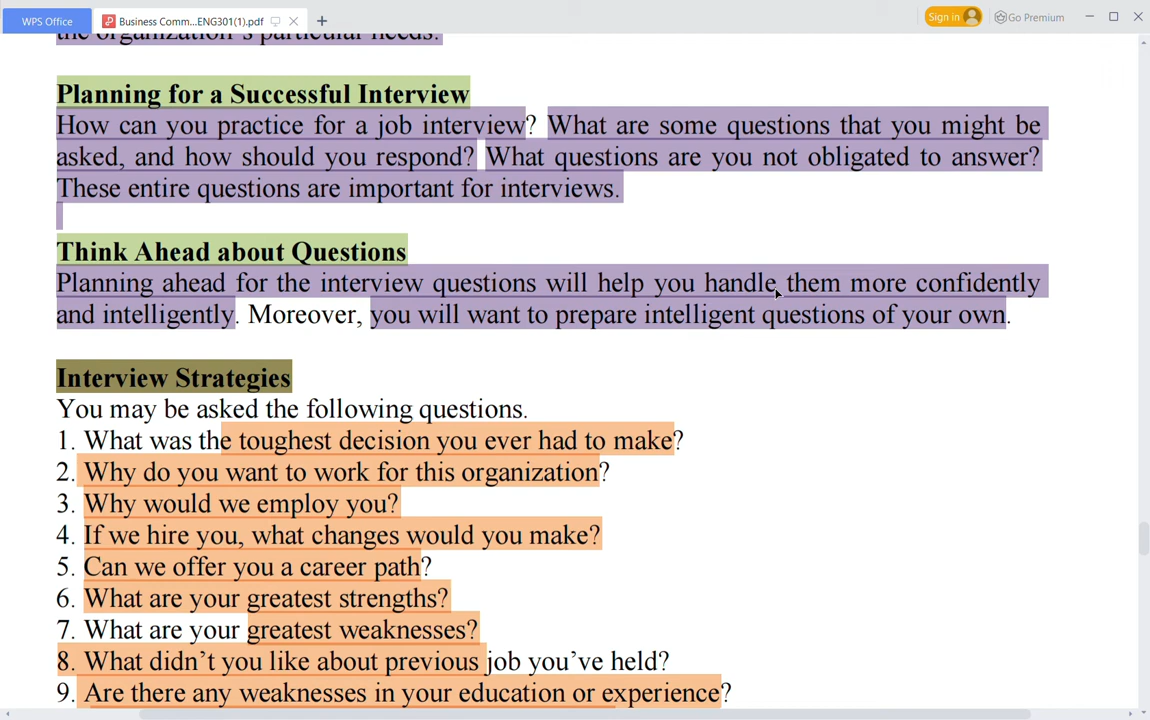 WPS Office
Business Comm...ENG301(1).pdf
Sign in
Go Premium
the organization's particular needs.
Planning for a Successful Interview
How can you practice for a job interview? What are some questions that you might be
asked, and how should you respond? What questions are you not obligated to answer?
These entire questions are important for interviews.
Think Ahead about Questions
Planning ahead for the interview questions will help you handle them more confidently
and intelligently. Moreover, you will want to prepare intelligent questions of your own.
Interview Strategies
You may be asked the following questions.
1. What was the toughest decision you ever had to make?
2. Why do you want to work for this organization?
3. Why would we employ you?
4. If we hire you, what changes would you make?
5. Can we offer you a career path?
6. What are your greatest strengths?
7. What are your greatest weaknesses?
8. What didn't you like about previous job you've held?
9. Are there any weaknesses in your education or experience?